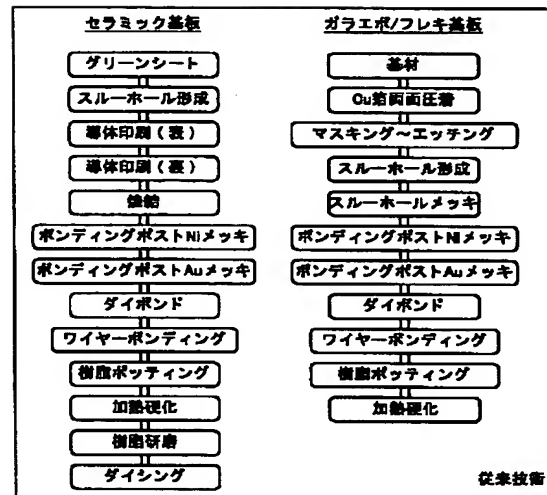 セラミック基板
グリーンシート
スルーホール形成
導体印刷(表)
導体印刷(裏)
焼結
ボンディングポストNiメッキ
ボンディングポストAuメッキ
ダイボンド
ワイヤーボンディング
樹脂ポッティング
加熱硬化
樹脂研磨
ダイシング
ガラエポ/フレキ基板
基材
Cu箔両面圧着
マスキング～エッチング
スルーホール形成
スルーホールメッキ
ボンディングポストNiメッキ
ボンディングポストAuメッキ
ダイボンド
ワイヤーボンディング
樹脂ポッティング
加熱硬化
従来技術